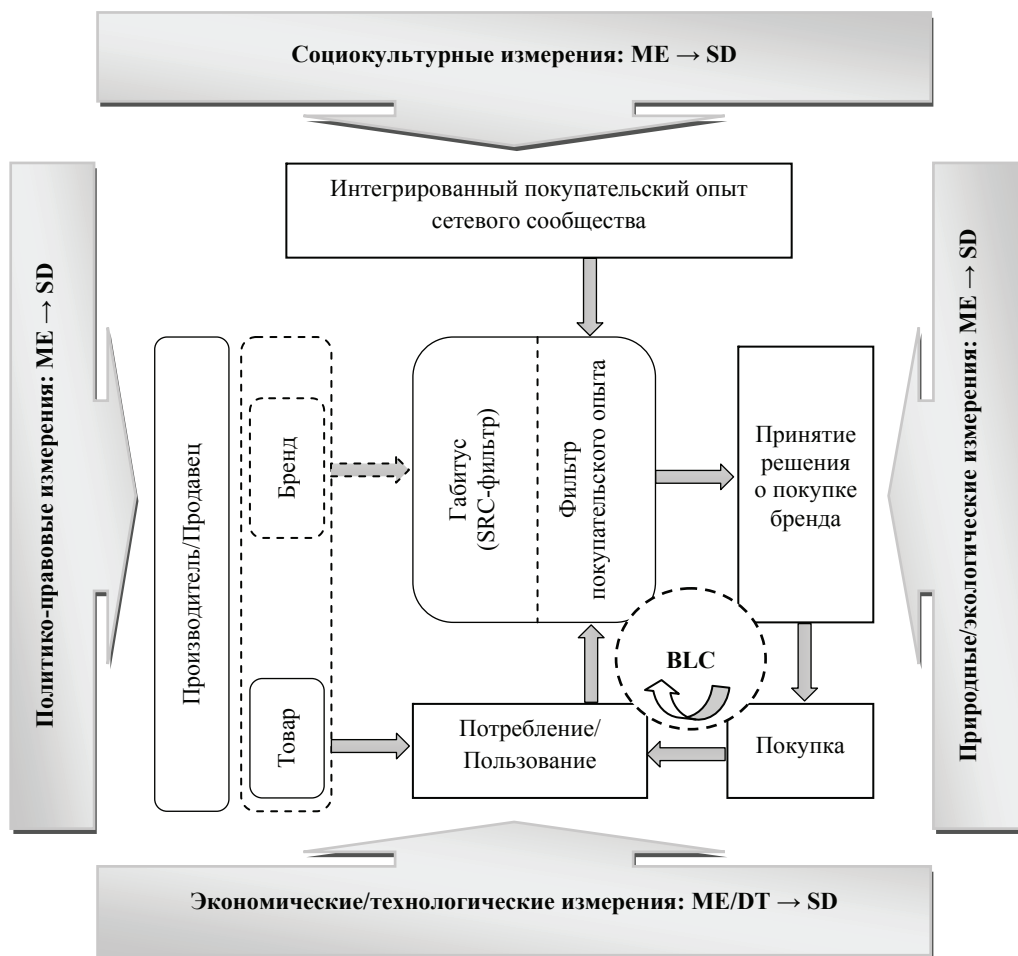 Социокультурные измерения: ME → SD
Интегрированный покупательский опыт
сетевого сообщества
Политико-правовые измерения: ME → SD
Производитель/Продавец
Бренд
Товар
Габитус
(SRC-фильтр)
Фильтр
покупательского опыта
Принятие
решения
о покупке
бренда
Природные/экологические измерения: ME → SD
BLC
Потребление/
Пользование
Покупка
Экономические/технологические измерения: ME/DT → SD